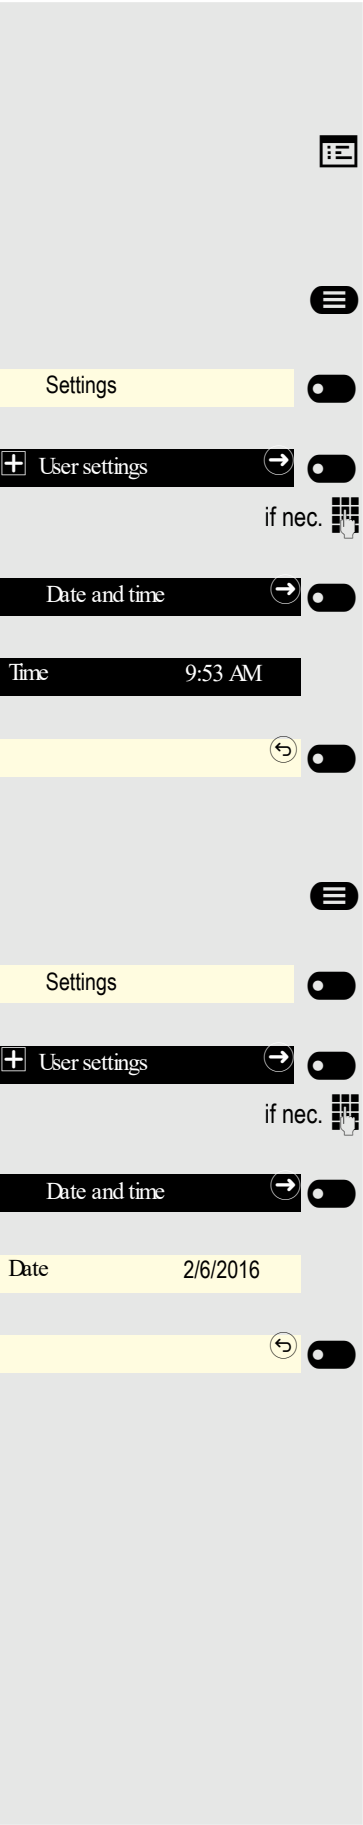 Settings
User settings
if nec.
Date and time
Time 9:53 AM
Settings
User settings
if nec.
Date and time
Date 2/6/2016